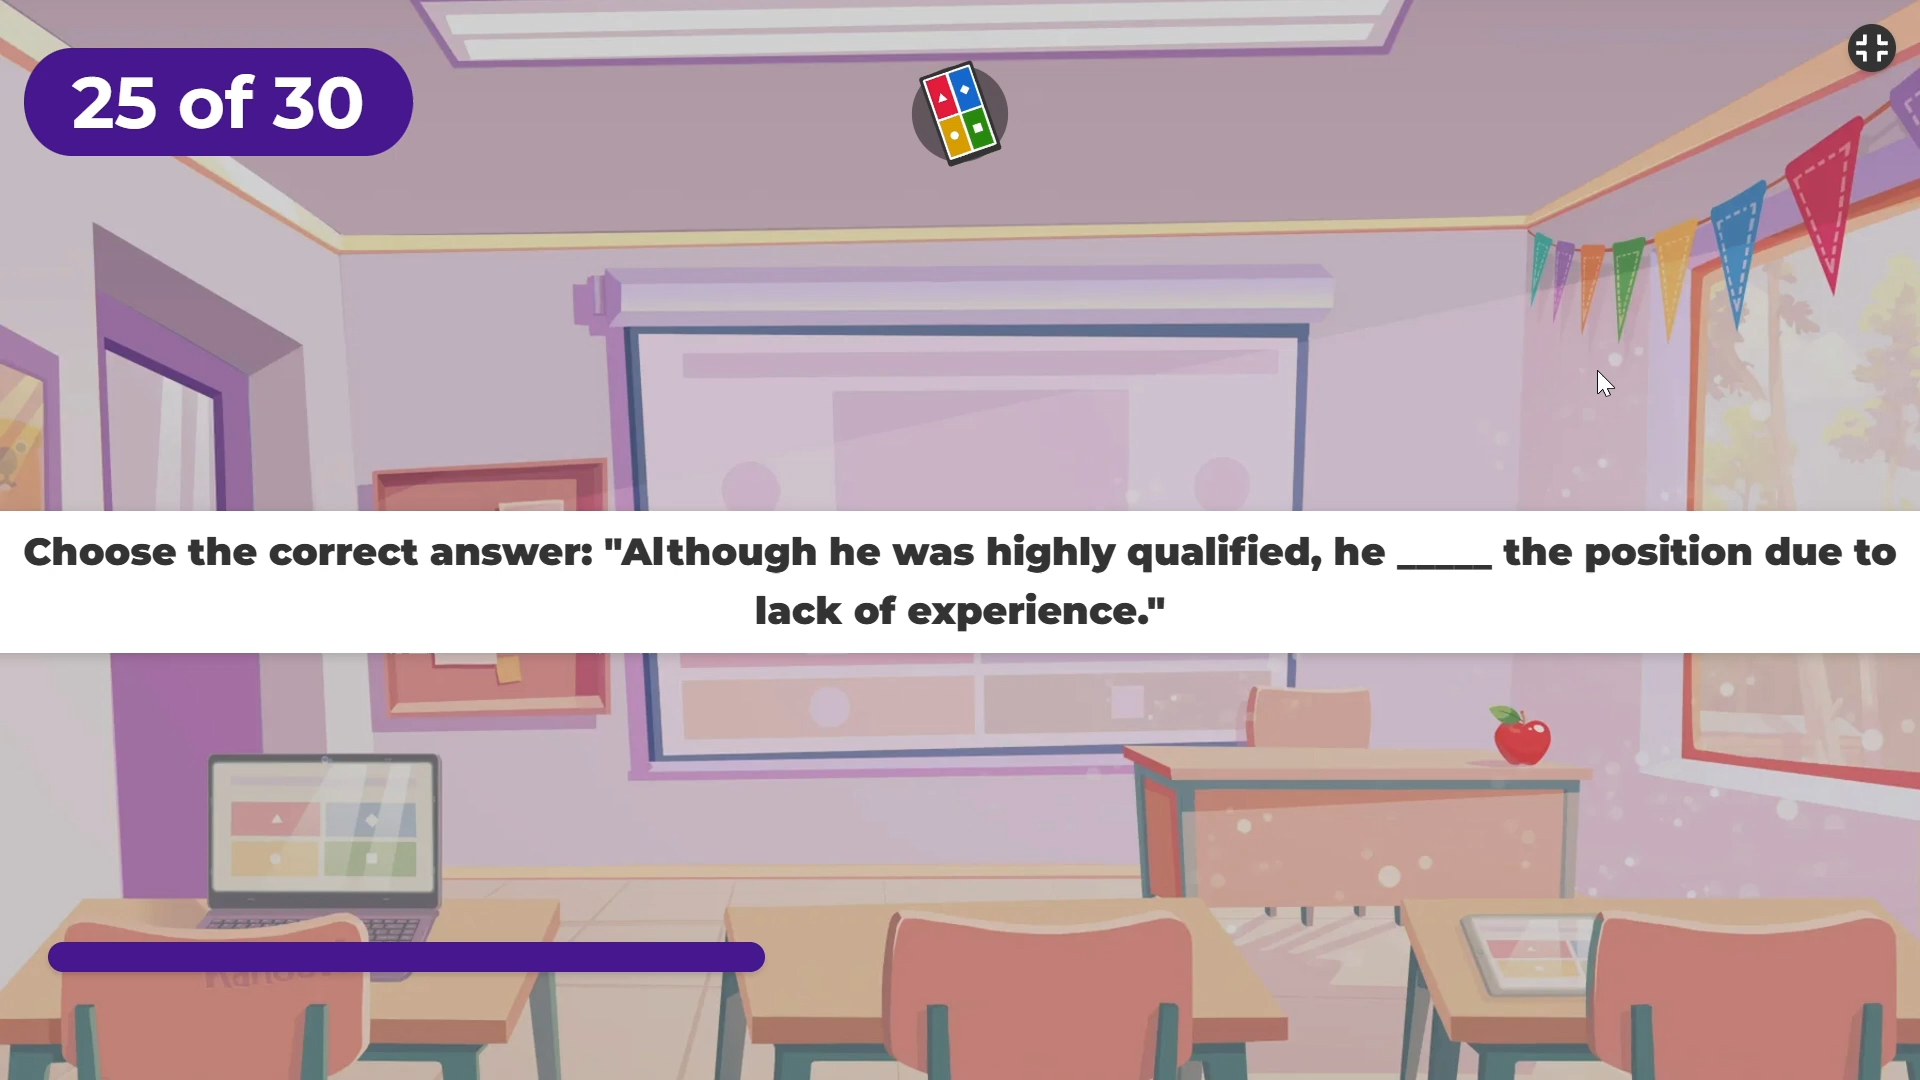 25 of 30
Choose the correct answer: "Although he was highly qualified, he _____ the position due to
lack of experience."